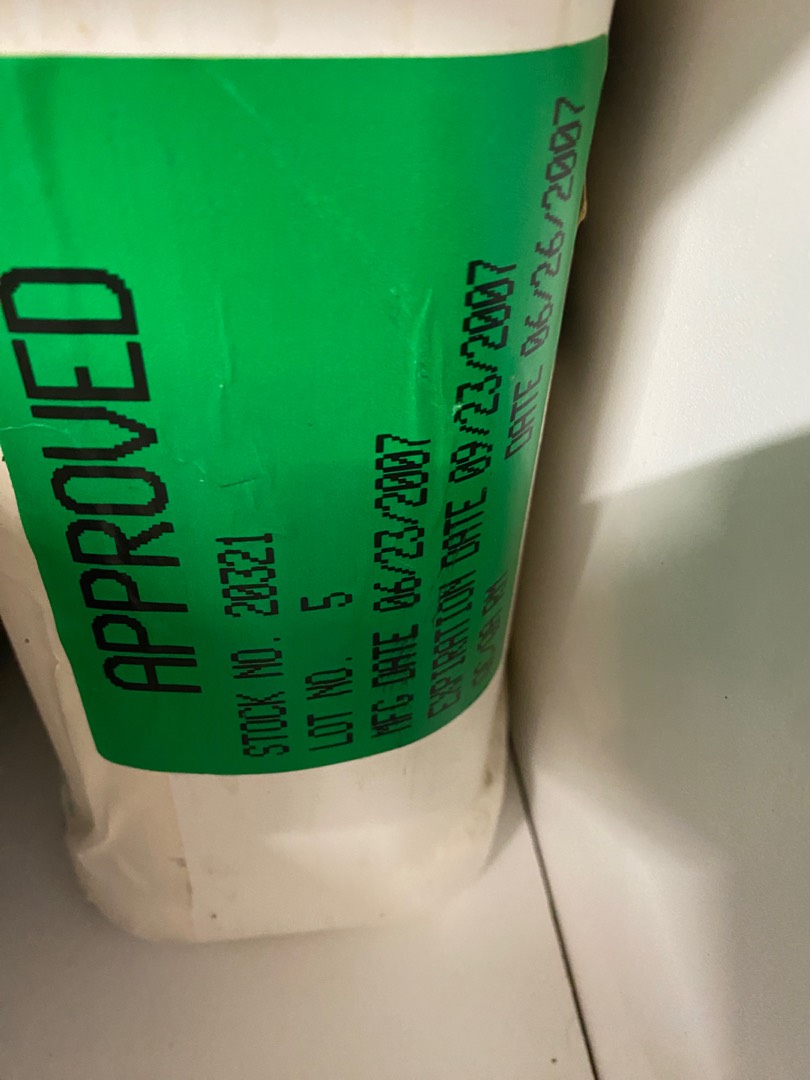 APPROVED
STOCK NO. 20321
LOT NO. 5
MFG DATE 06/23/2007
EXPIRATION DATE 09/23/2007
DATE 06/26/2007